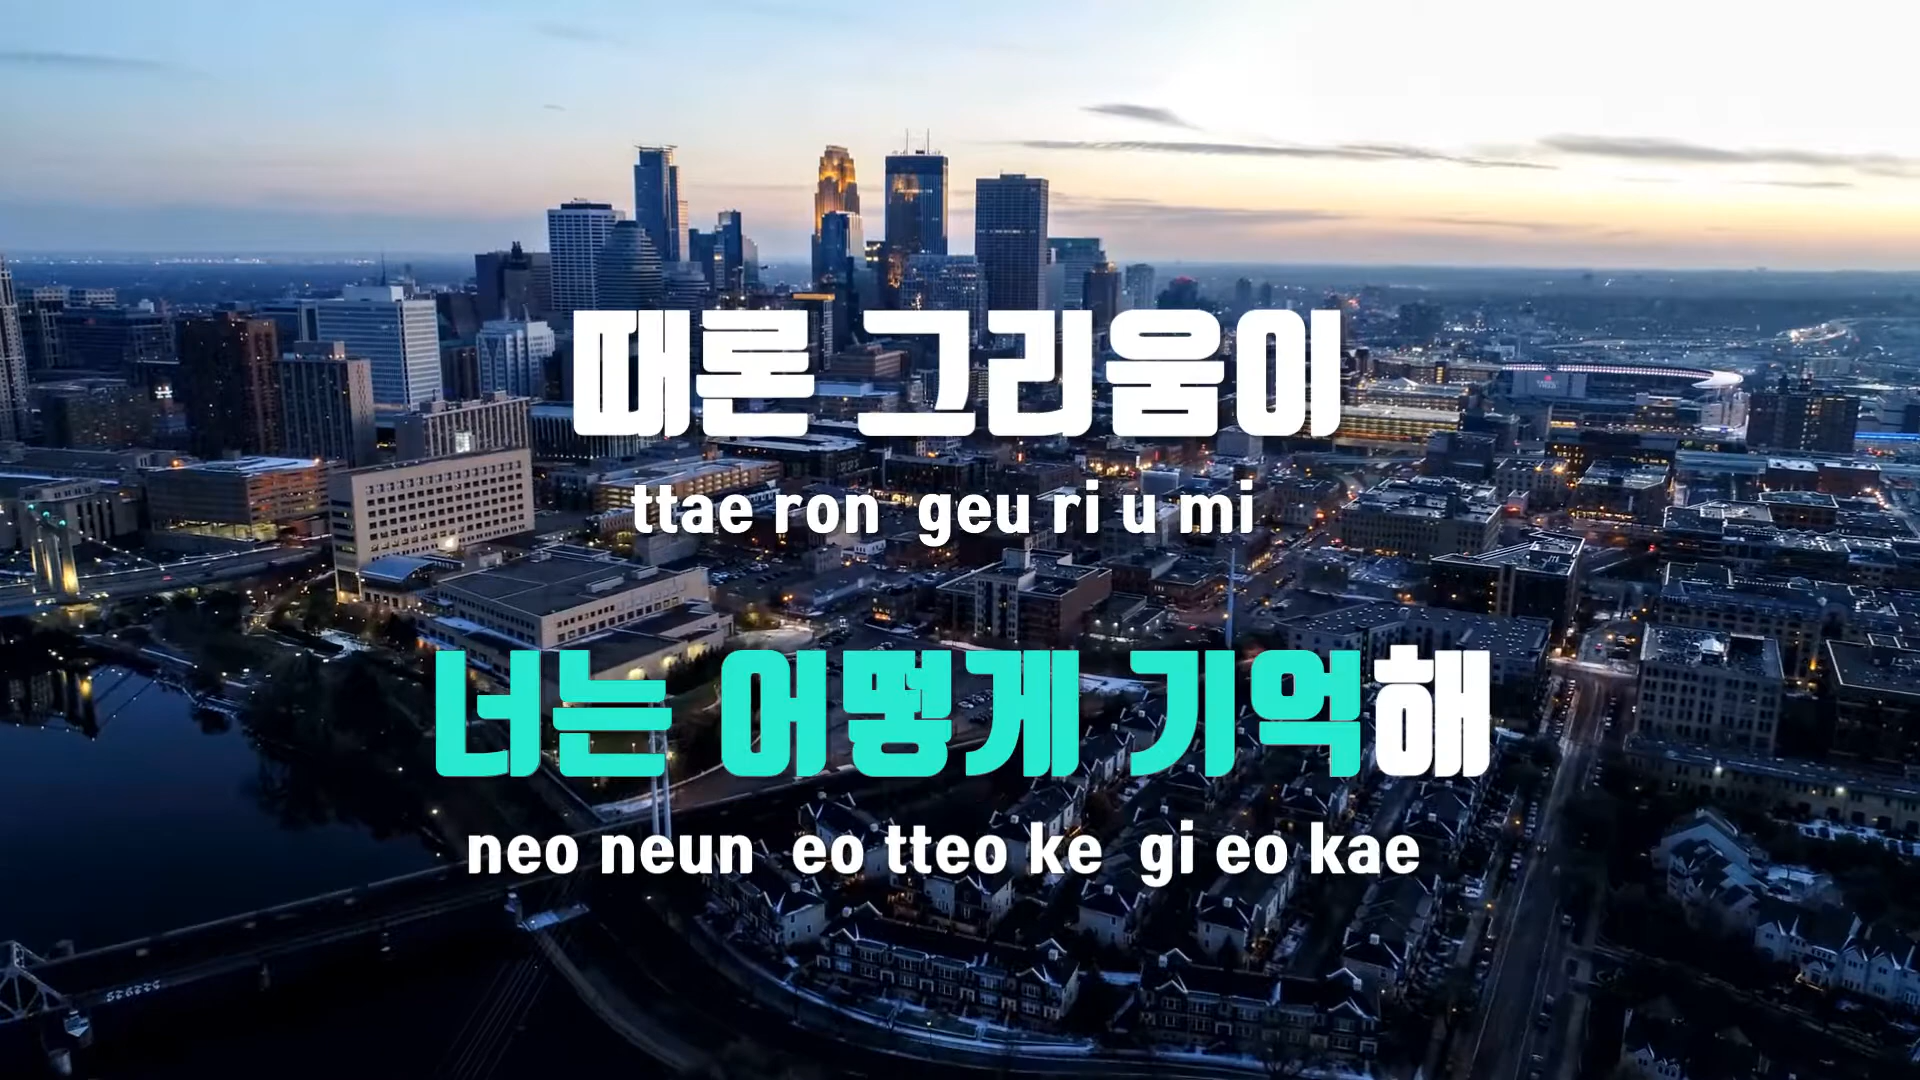 때론 그리움이
ttae ron geu ri u mi
너는 어떻게 기억해
neo neun eo tteo ke gi eo kae